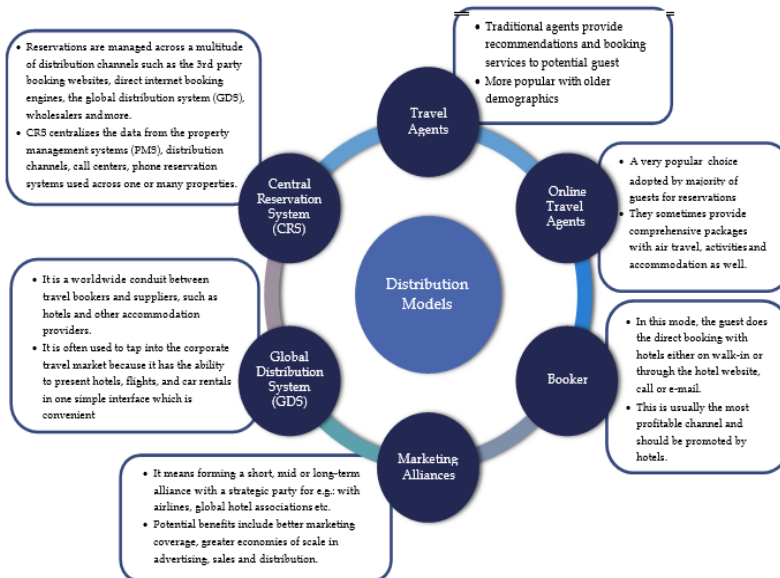 • Reservations are managed across a multitude
of distribution channels such as the 3rd party
booking websites, direct internet booking
engines, the global distribution system (GDS),
wholesalers and more.
• CRS centralizes the data from the property
management systems (PMS), distribution
channels, call centers, phone reservation
systems used across one or many properties.
• Traditional agents provide
recommendations and booking
services to potential guest
• More popular with older
demographics
Travel
Agents
Central
Reservation
System
(CRS)
Online
Travel
Agents
• A very popular choice
adopted by majority of
guests for reservations
• They sometimes provide
comprehensive packages
with air travel, activities and
accommodation as well.
Distribution
Models
• It is a worldwide conduit between
travel bookers and suppliers, such as
hotels and other accommodation
providers.
• It is often used to tap into the corporate
travel market because it has the ability
to present hotels, flights, and car rentals
in one simple interface which is
convenient
Global
Distribution
System
(GDS)
Booker
• In this mode, the guest does
the direct booking with
hotels either on walk-in or
through the hotel website,
call or e-mail.
• This is usually the most
profitable channel and
should be promoted by
hotels.
Marketing
Alliances
• It means forming a short, mid or long-term
alliance with a strategic party for e.g.: with
airlines, global hotel associations etc.
• Potential benefits include better marketing
coverage, greater economies of scale in
advertising, sales and distribution.